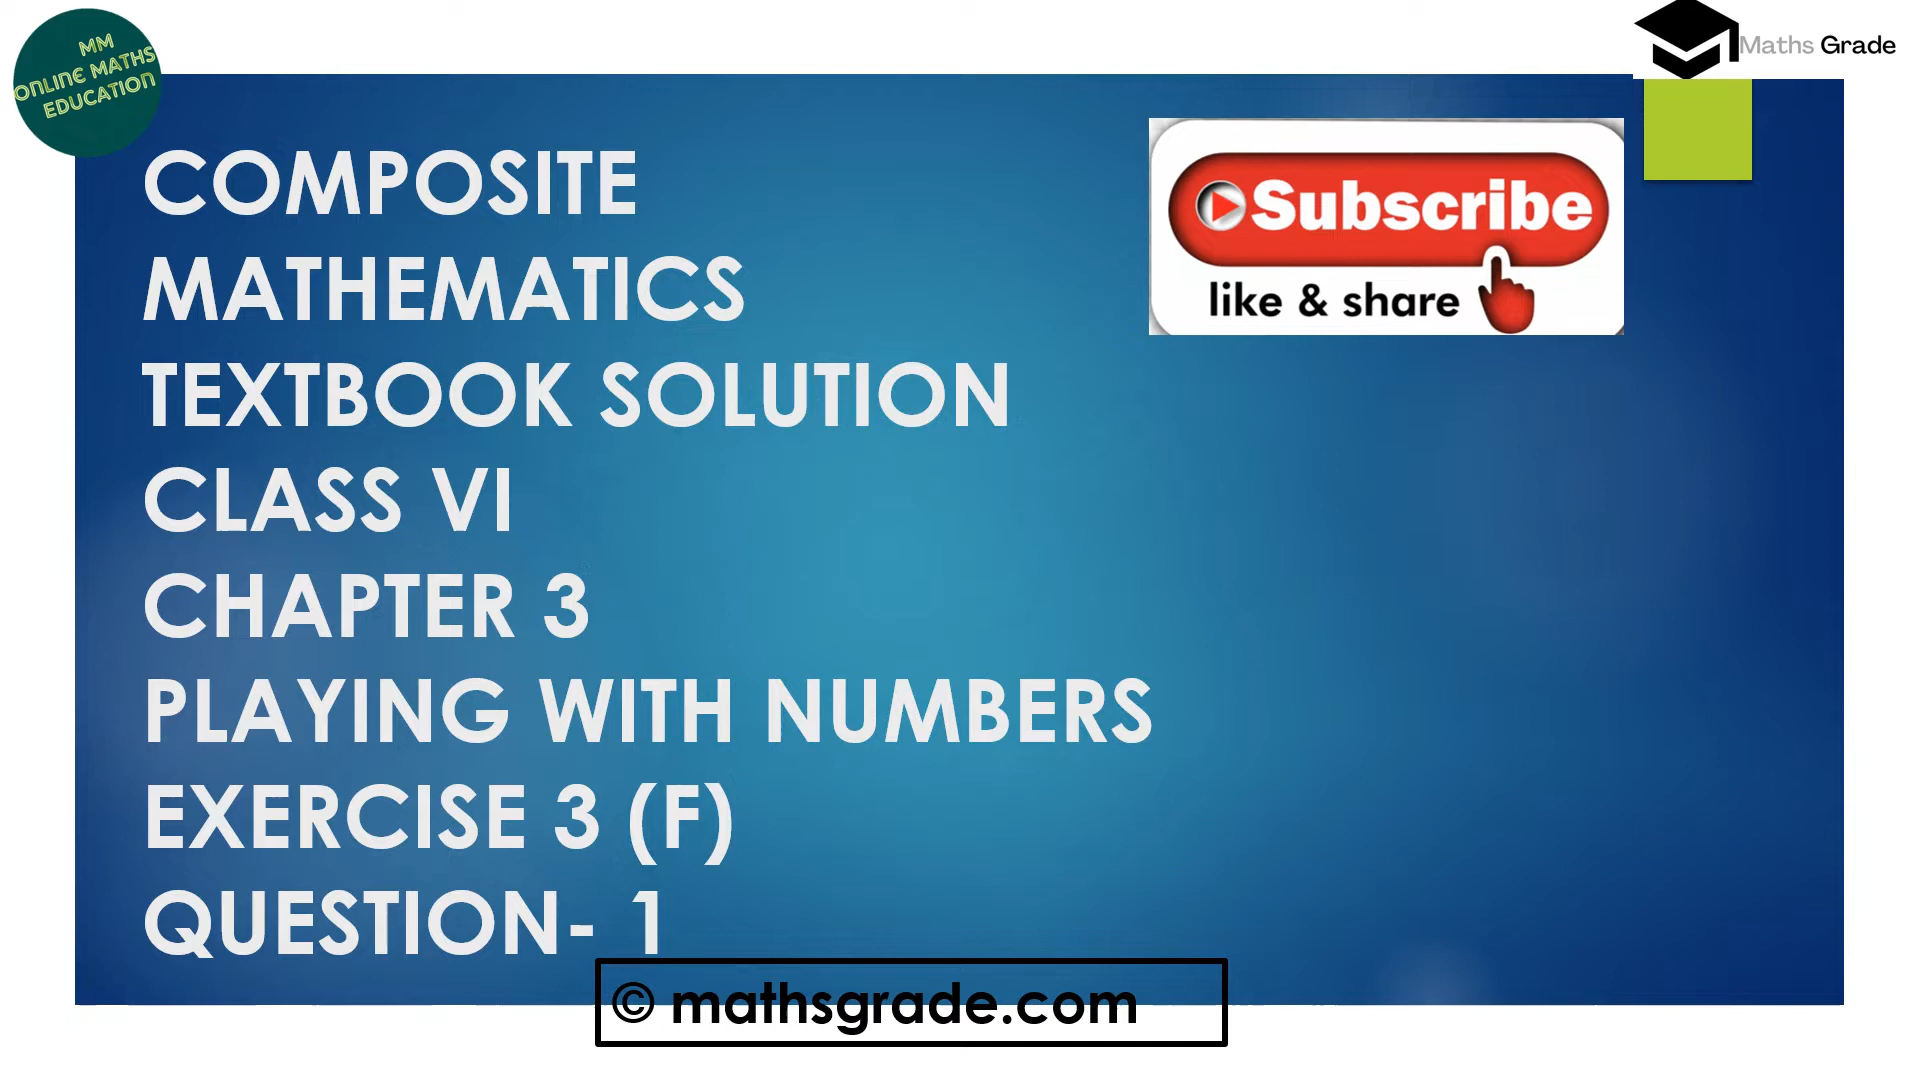 MM
ONLINE MATHS
EDUCATION
Maths Grade
COMPOSITE
MATHEMATICS
TEXTBOOK SOLUTION
CLASS VI
CHAPTER 3
PLAYING WITH NUMBERS
EXERCISE 3 (F)
QUESTION- 1
Subscribe
like & share
© mathsgrade.com